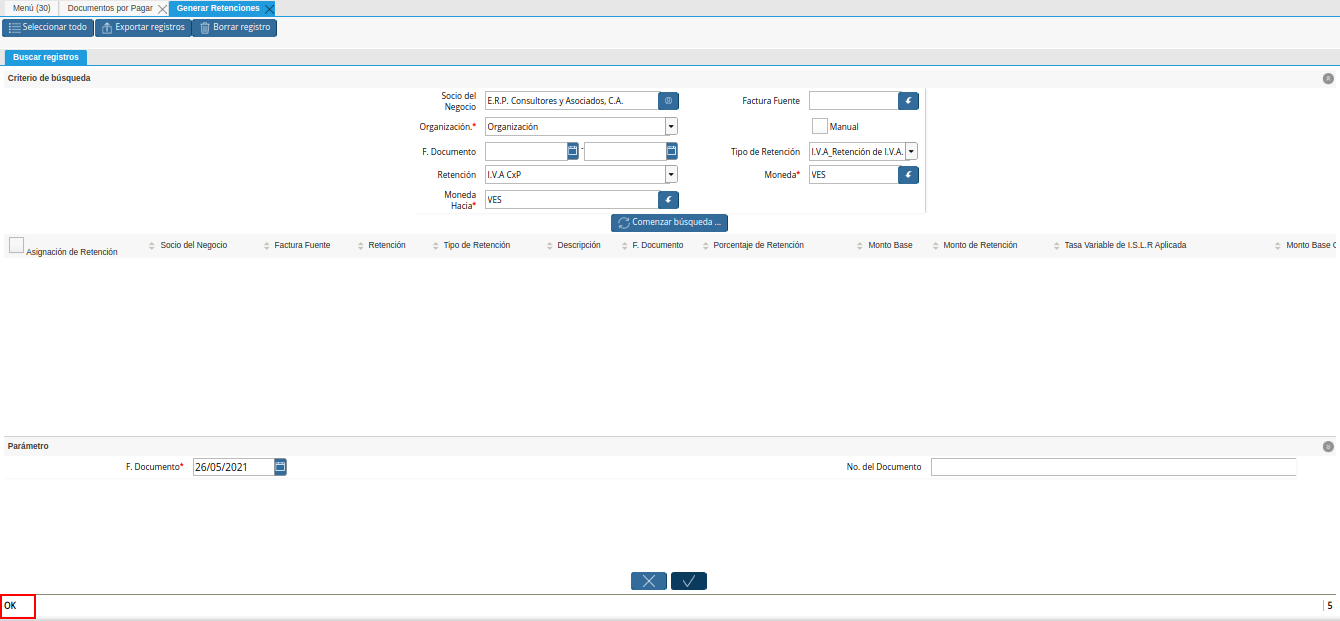 Menú (30) Documentos por Pagar Generar Retenciones
Seleccionar todo Exportar registros Borrar registro
Buscar registros
Criterio de búsqueda
Socio del Negocio E.R.P. Consultores y Asociados, C.A. Factura Fuente
Organización.* Organización Manual
F. Documento - Tipo de Retención I.V.A_Retención de I.V.A.
Retención I.V.A CxP Moneda* VES
Moneda Hacia* VES
Comenzar búsqueda ...
Asignación de Retención Socio del Negocio Factura Fuente Retención Tipo de Retención Descripción F. Documento Porcentaje de Retención Monto Base Monto de Retención Tasa Variable de I.S.L.R Aplicada Monto Base
Parámetro
F. Documento* 26/05/2021 No. del Documento
OK 5